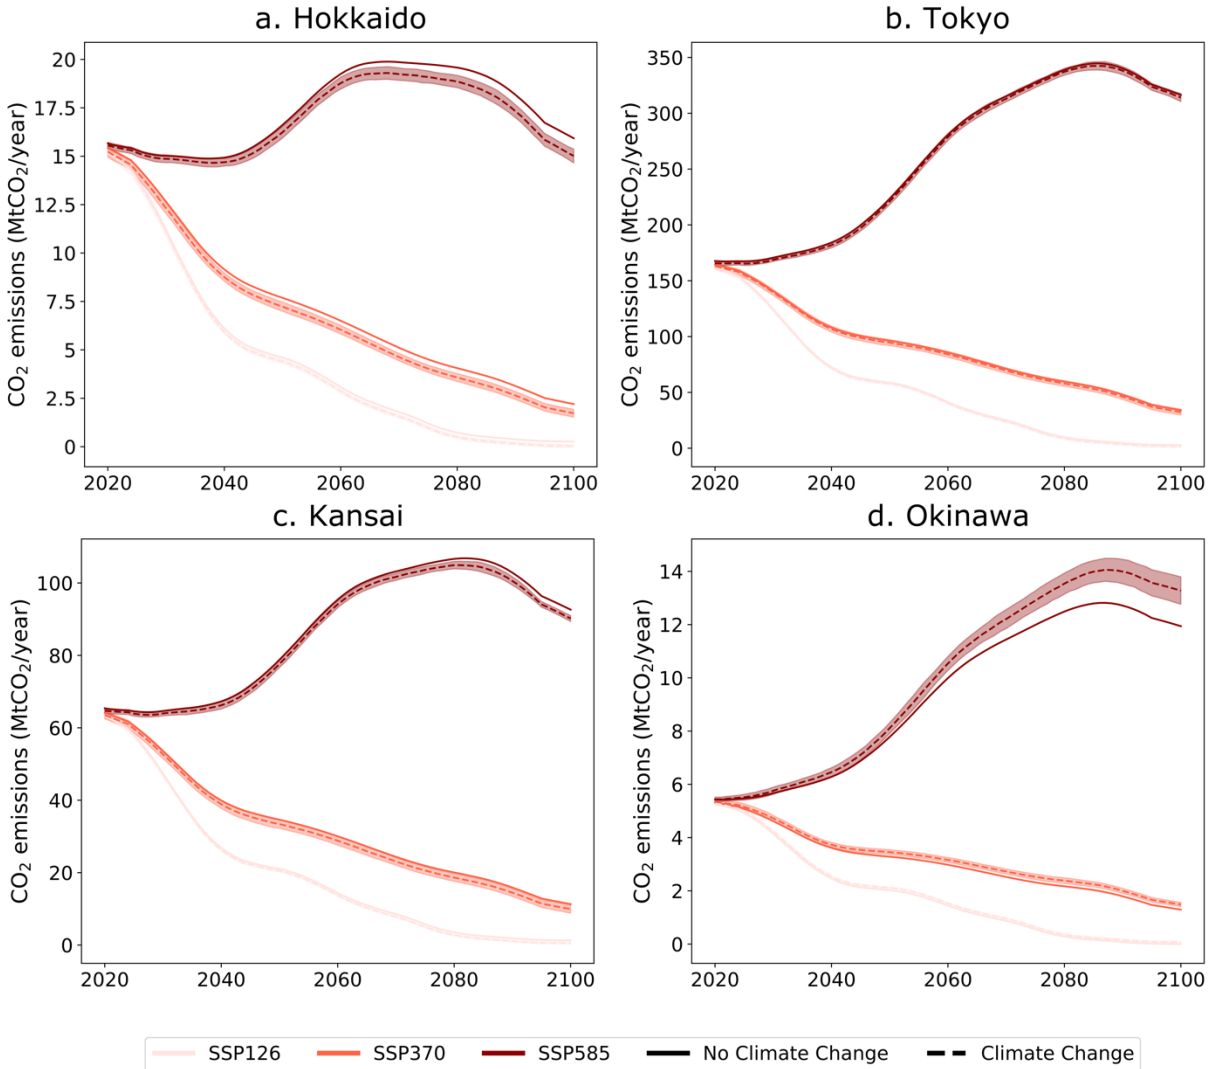 a. Hokkaido
CO₂ emissions (MtCO₂/year)
20
17.5
15
12.5
10
7.5
5
2.5
0
2020 2040 2060 2080 2100
b. Tokyo
CO₂ emissions (MtCO₂/year)
350
300
250
200
150
100
50
0
2020 2040 2060 2080 2100
c. Kansai
CO₂ emissions (MtCO₂/year)
100
80
60
40
20
0
2020 2040 2060 2080 2100
d. Okinawa
CO₂ emissions (MtCO₂/year)
14
12
10
8
6
4
2
0
2020 2040 2060 2080 2100
SSP126 SSP370 SSP585 No Climate Change Climate Change